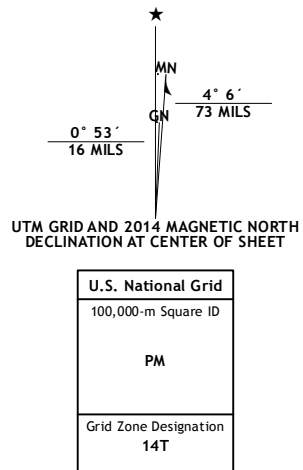 MN
4° 6´
73 MILS
GN
0° 53´
16 MILS
UTM GRID AND 2014 MAGNETIC NORTH
DECLINATION AT CENTER OF SHEET
U.S. National Grid
100,000-m Square ID
PM
Grid Zone Designation
14T